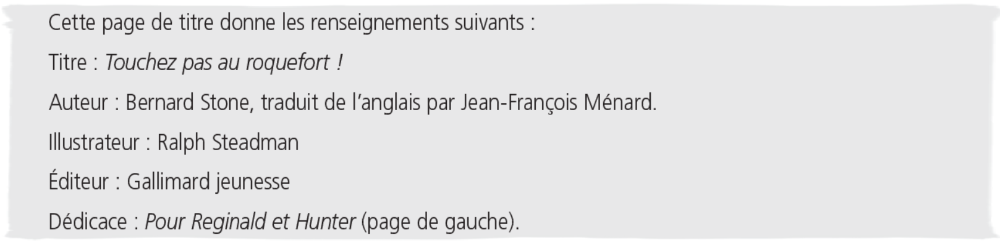 Cette page de titre donne les renseignements suivants :
Titre : Touchez pas au roquefort !
Auteur : Bernard Stone, traduit de l’anglais par Jean-François Ménard.
Illustrateur : Ralph Steadman
Éditeur : Gallimard jeunesse
Dédicace : Pour Reginald et Hunter (page de gauche).